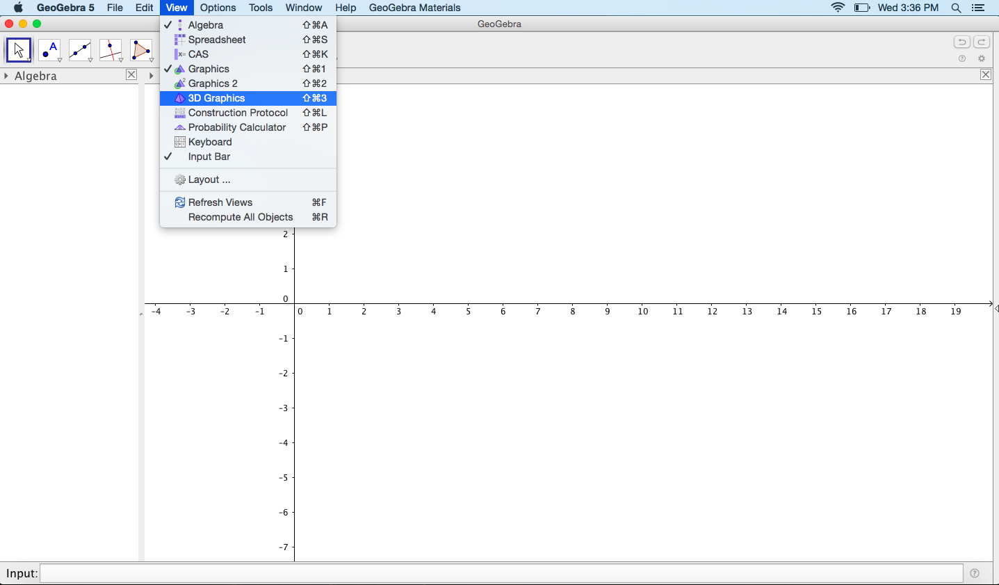 GeoGebra 5 File Edit View Options Tools Window Help GeoGebra Materials Wed 3:36 PM
GeoGebra
A
Algebra
Algebra ⇧⌘A
Spreadsheet ⇧⌘S
CAS ⇧⌘K
Graphics ⇧⌘1
Graphics 2 ⇧⌘2
3D Graphics ⇧⌘3
Construction Protocol ⇧⌘L
Probability Calculator ⇧⌘P
Keyboard
Input Bar
Layout ...
Refresh Views ⌘F
Recompute All Objects ⌘R
2
1
0
-4 -3 -2 -1 0 1 2 3 4 5 6 7 8 9 10 11 12 13 14 15 16 17 18 19
-1
-2
-3
-4
-5
-6
-7
Input: